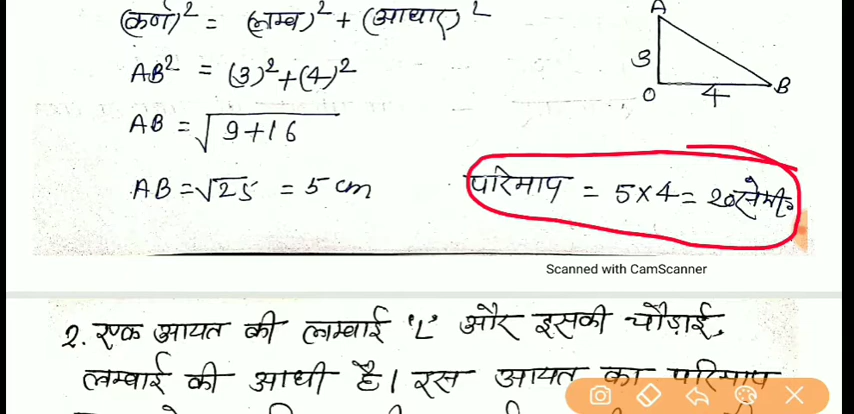 (कर्ण)² = (लम्ब)² + (आधार)²
AB² = (3)²+(4)²
AB = √9+16
AB = √25 = 5 cm
A
3
O
4
B
परिमाप = 5×4 = 20 सेमी०
Scanned with CamScanner
2. एक आयत की लम्बाई 'L' और इसकी चौड़ाई,
लम्बाई की आधी है। इस आयत का परिमाप